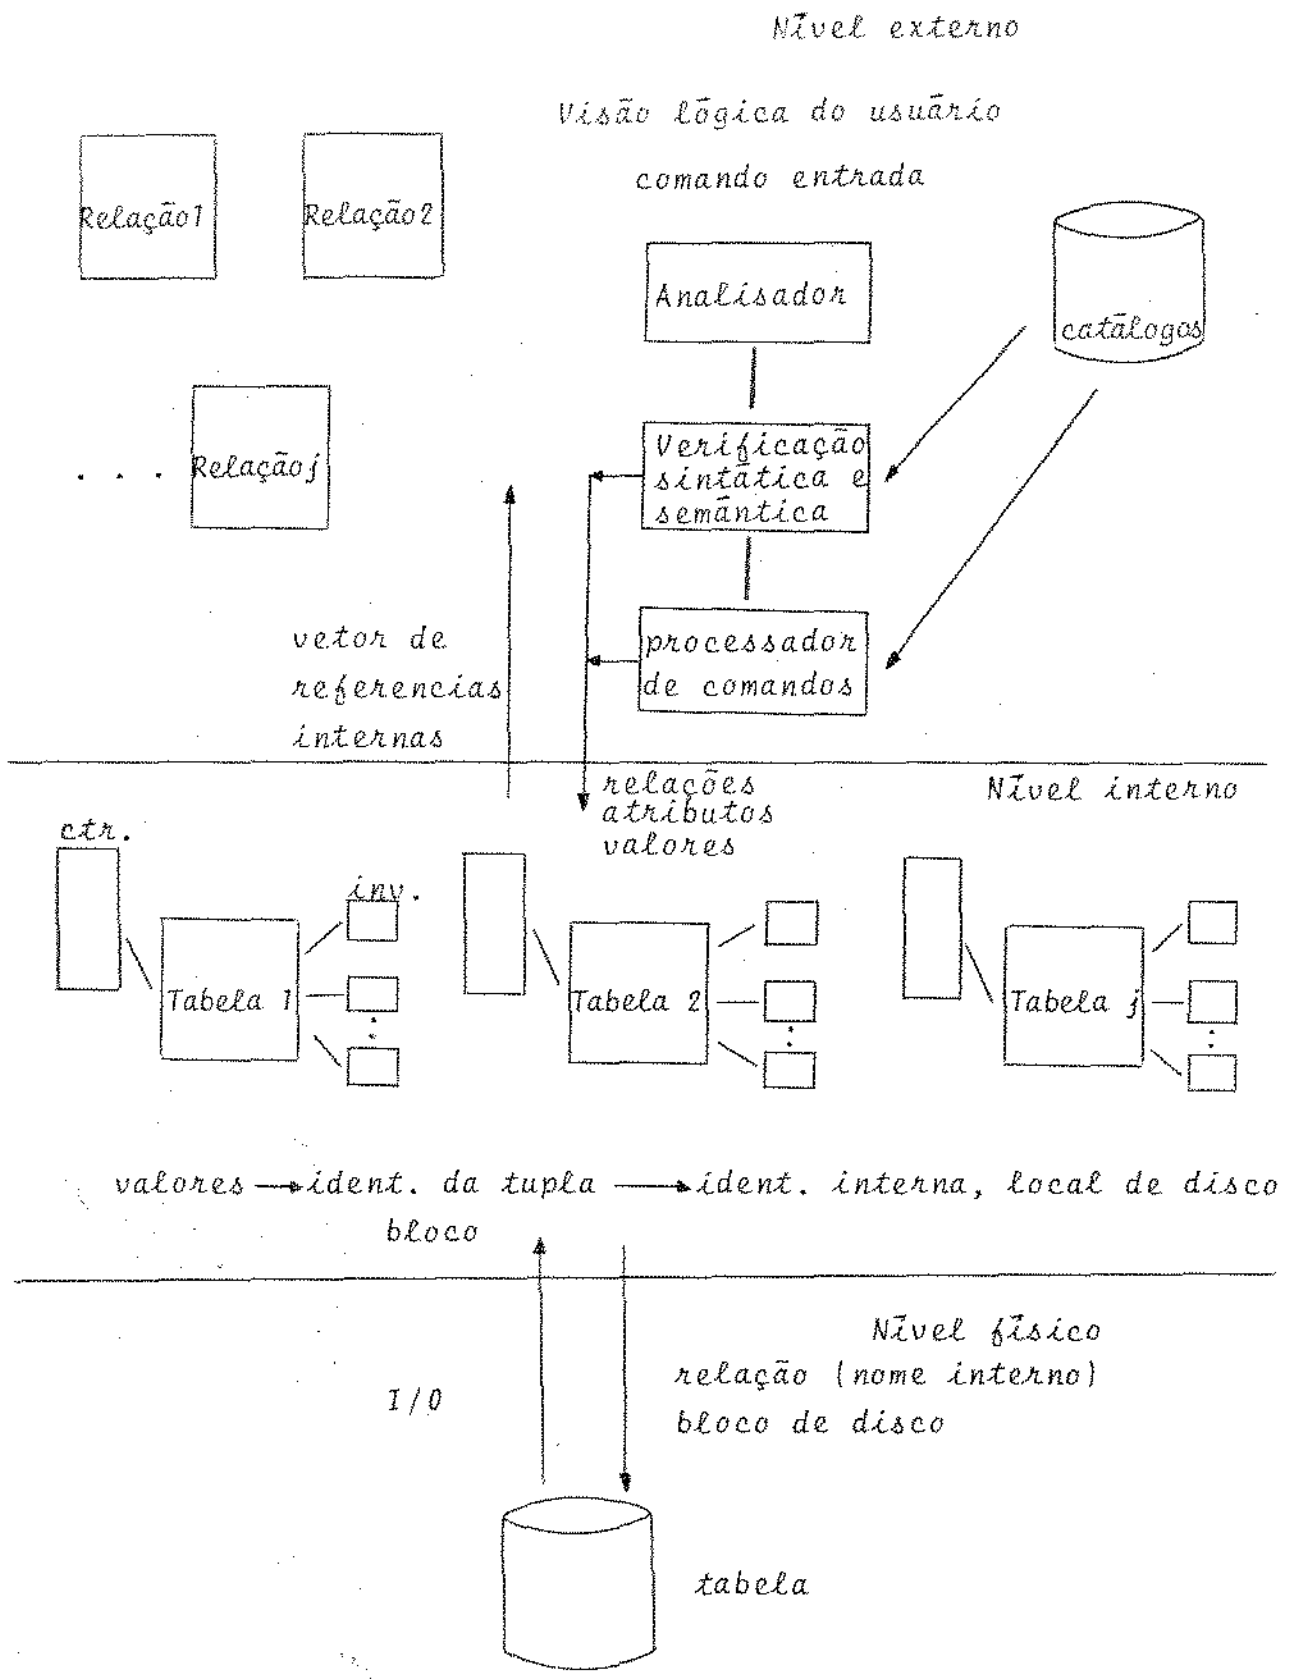 Nível externo
Visão lógica do usuário
comando entrada
Relação1
Relação2
Analisador
catálogos
Verificação
sintática e
semântica
. . . Relaçãoj
vetor de
referencias
internas
processador
de comandos
relações
atributos
valores
Nível interno
ctr.
inv.
Tabela 1
Tabela 2
Tabela j
valores → ident. da tupla → ident. interna, local de disco
bloco
Nível físico
relação (nome interno)
bloco de disco
I/O
tabela